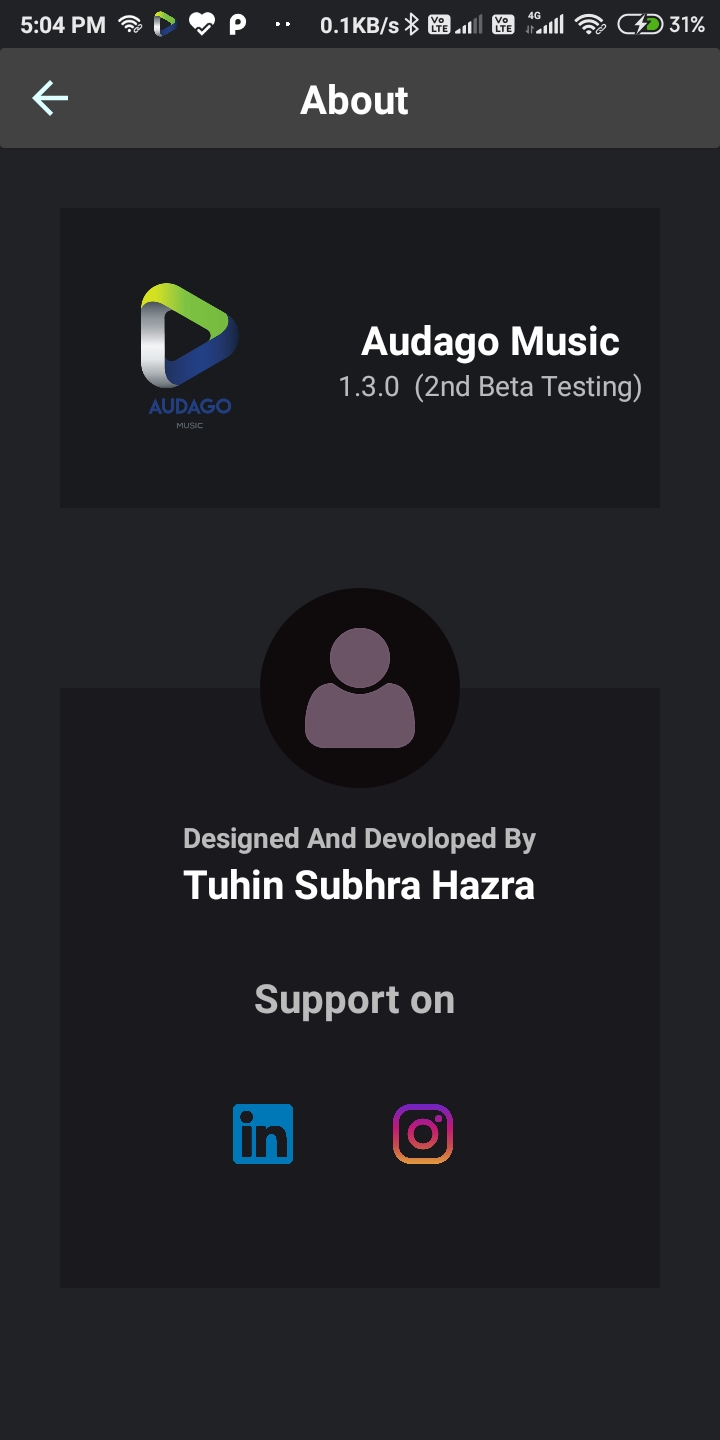 5:04 PM 0.1KB/s Vo LTE Vo LTE 4G 31%
About
AUDAGO
MUSIC
Audago Music
1.3.0 (2nd Beta Testing)
Designed And Devoloped By
Tuhin Subhra Hazra
Support on
in